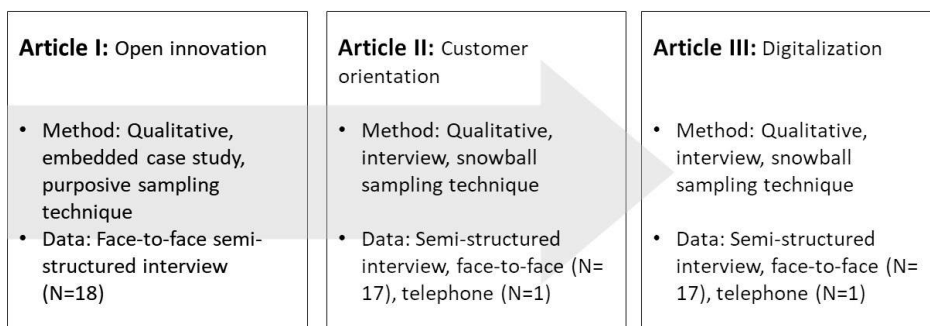 Article I: Open innovation
• Method: Qualitative,
embedded case study,
purposive sampling
technique
• Data: Face-to-face semi-
structured interview
(N=18)
Article II: Customer
orientation
• Method: Qualitative,
interview, snowball
sampling technique
• Data: Semi-structured
interview, face-to-face (N=
17), telephone (N=1)
Article III: Digitalization
• Method: Qualitative,
interview, snowball
sampling technique
• Data: Semi-structured
interview, face-to-face (N=
17), telephone (N=1)